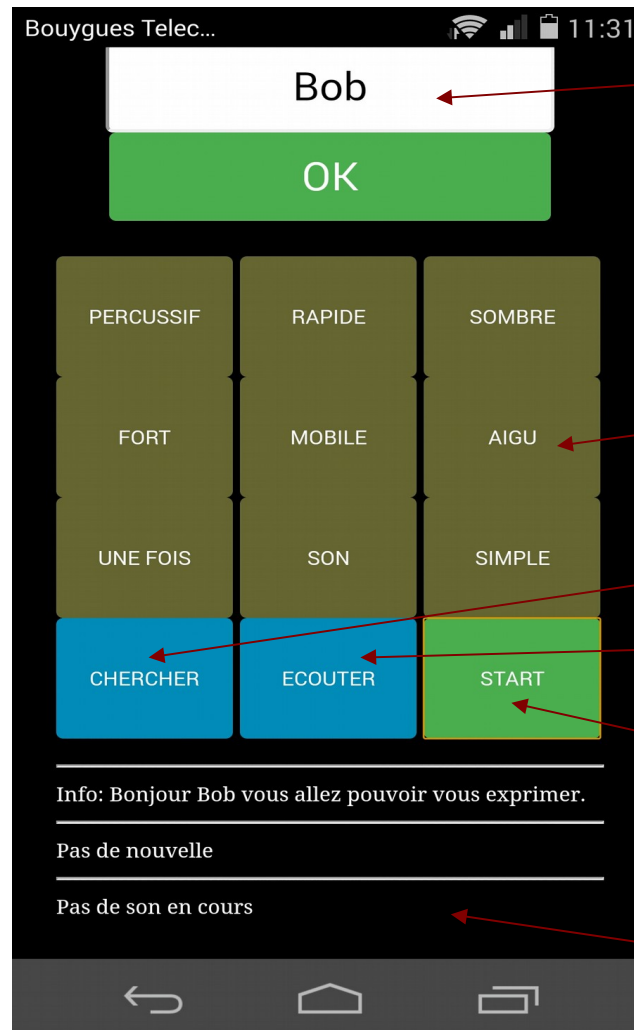 Bouygues Telec... 11:31
Bob
OK
PERCUSSIF RAPIDE SOMBRE
FORT MOBILE AIGU
UNE FOIS SON SIMPLE
CHERCHER ECOUTER START
Info: Bonjour Bob vous allez pouvoir vous exprimer.
Pas de nouvelle
Pas de son en cours